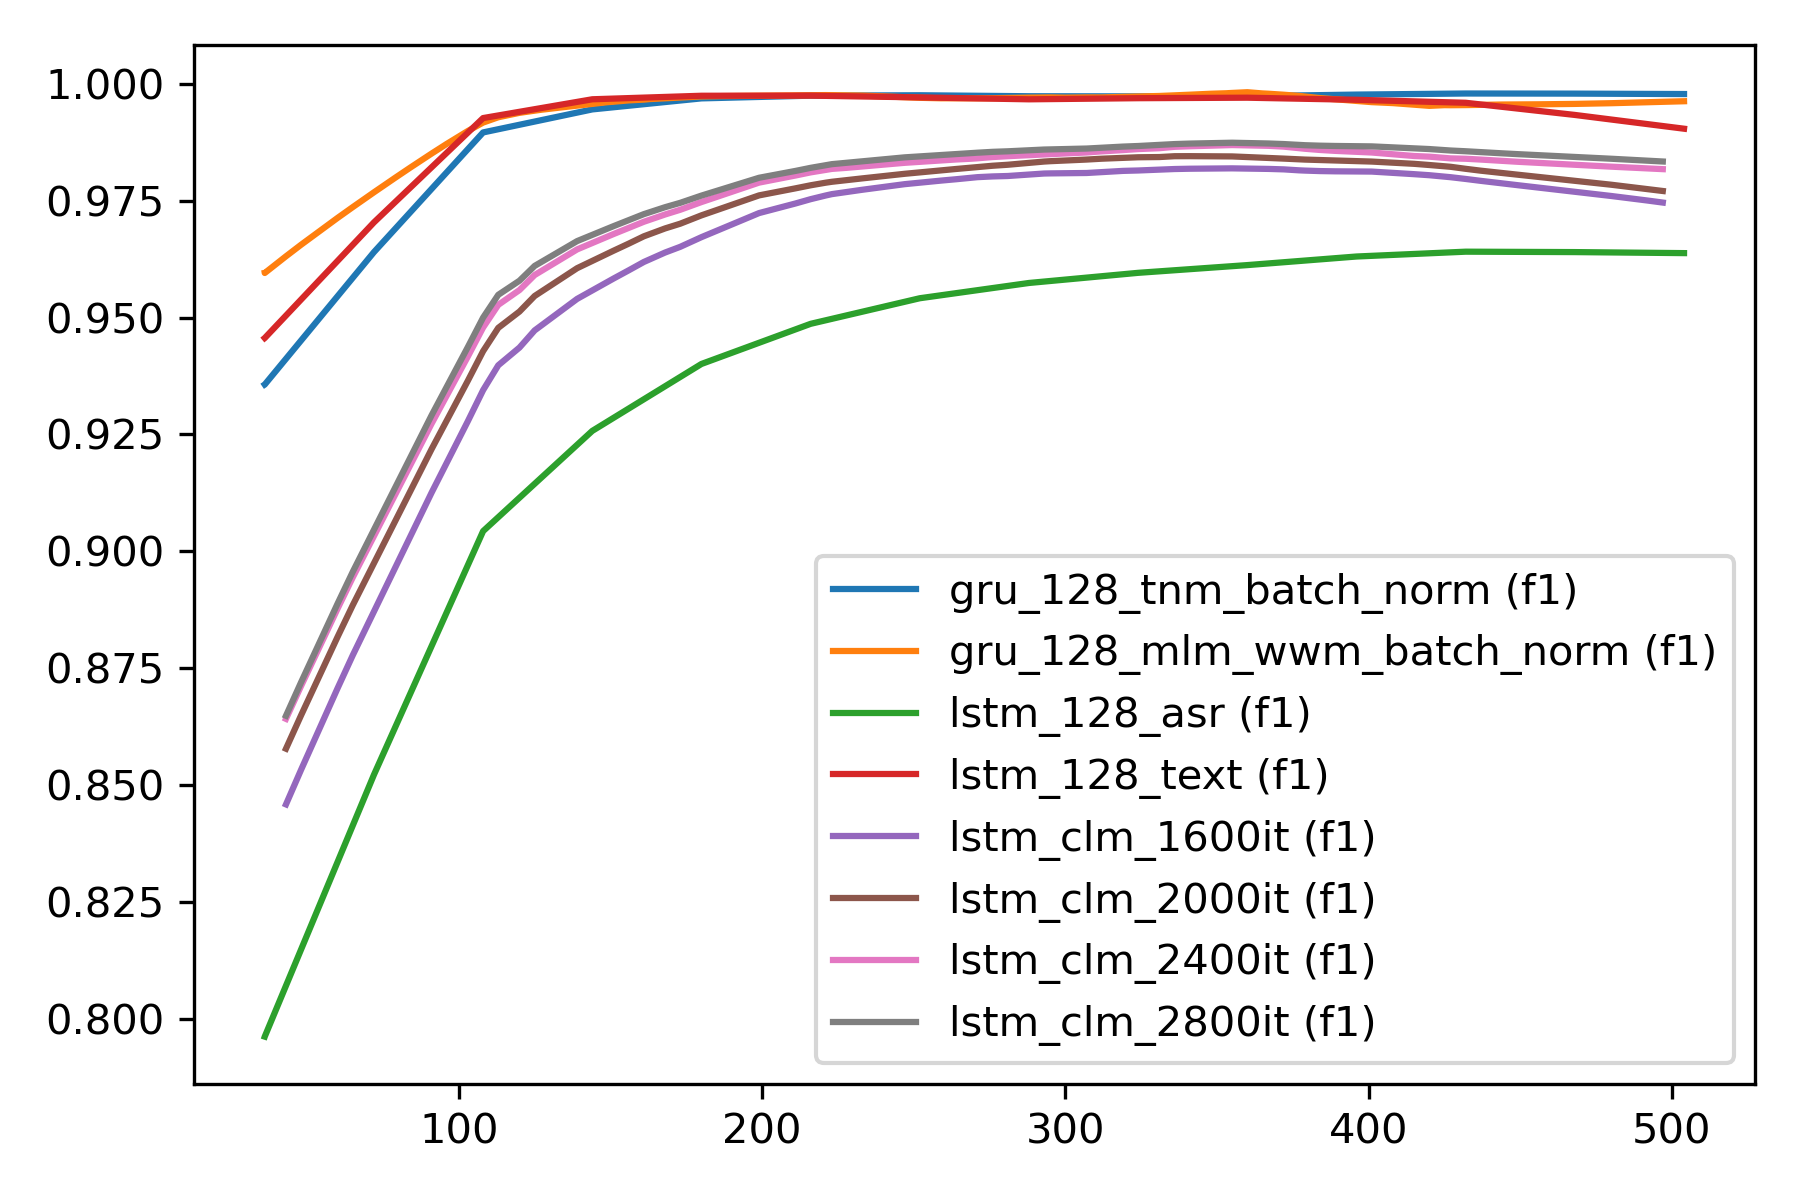 1.000
0.975
0.950
0.925
0.900
0.875
0.850
0.825
0.800
gru_128_tnm_batch_norm (f1)
gru_128_mlm_wwm_batch_norm (f1)
lstm_128_asr (f1)
lstm_128_text (f1)
lstm_clm_1600it (f1)
lstm_clm_2000it (f1)
lstm_clm_2400it (f1)
lstm_clm_2800it (f1)
100 200 300 400 500